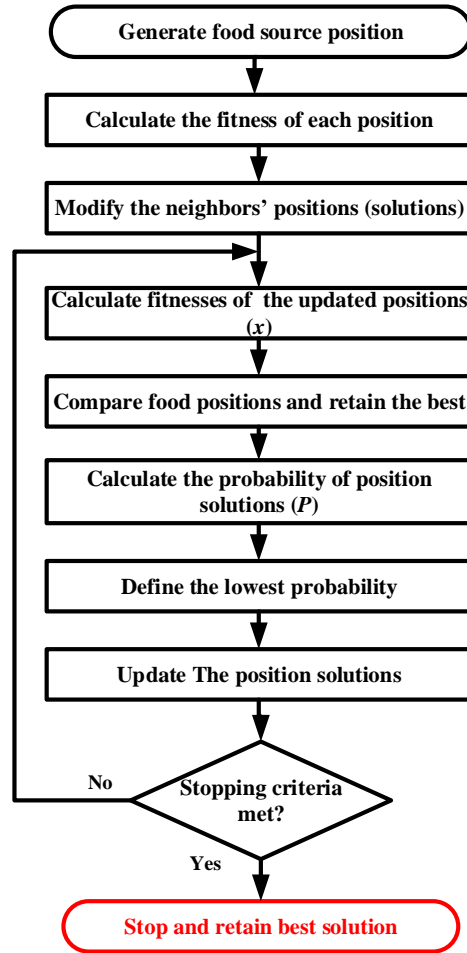 Generate food source position
Calculate the fitness of each position
Modify the neighbors' positions (solutions)
Calculate fitnesses of the updated positions
(x)
Compare food positions and retain the best
Calculate the probability of position
solutions (P)
Define the lowest probability
Update The position solutions
Stopping criteria
met?
No
Yes
Stop and retain best solution